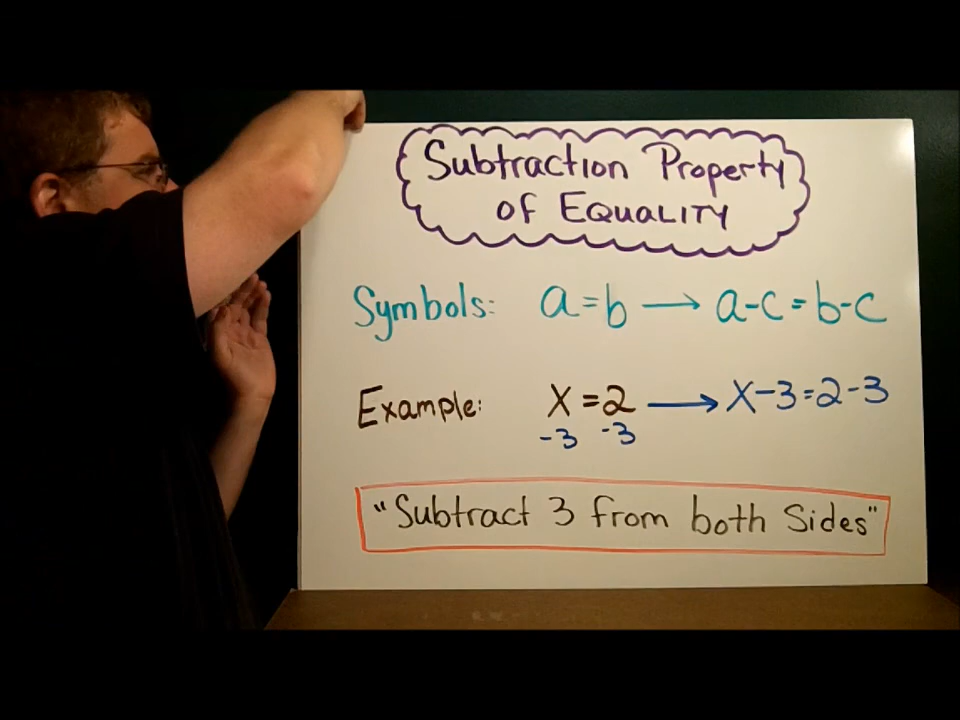 Subtraction Property
of EQUALITY
Symbols: a=b → a-c=b-c
Example: X=2 → X-3=2-3
-3 -3
"Subtract 3 from both Sides"